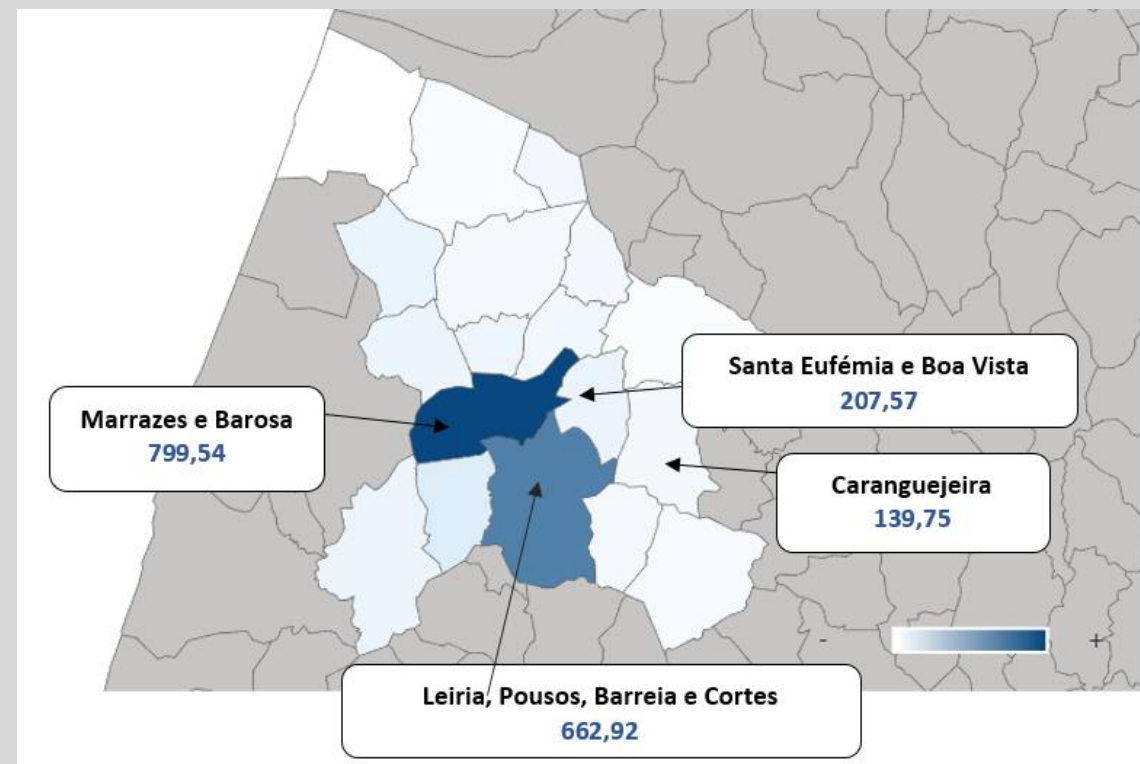 Santa Eufémia e Boa Vista
207,57
Marrazes e Barosa
799,54
Caranguejeira
139,75
-
+
Leiria, Pousos, Barreia e Cortes
662,92